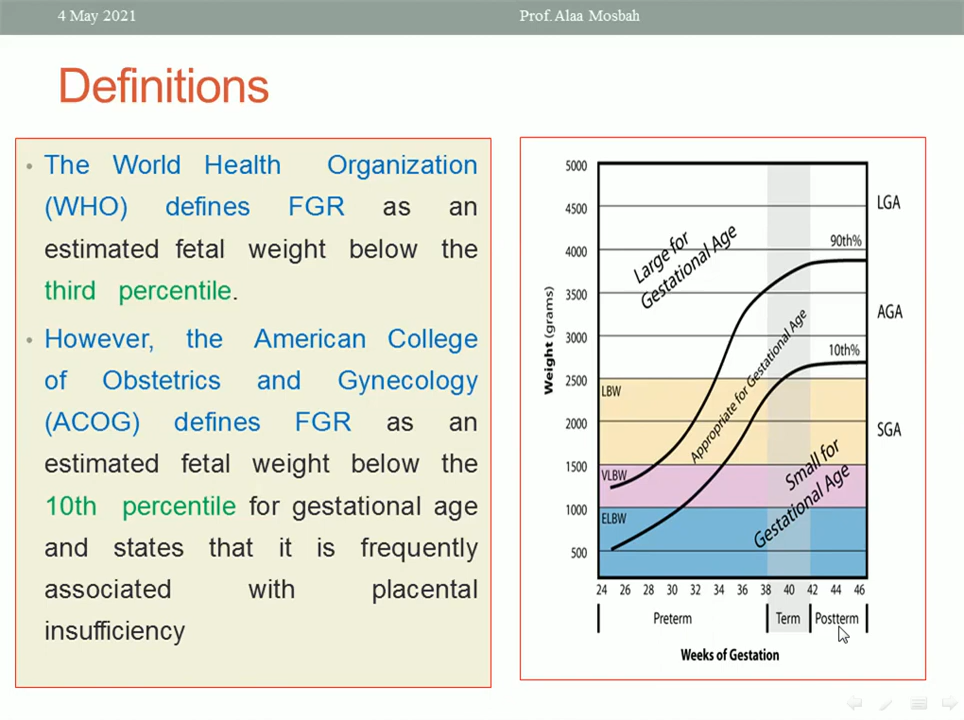 4 May 2021
Prof. Alaa Mosbah
Definitions
• The World Health Organization
(WHO) defines FGR as an
estimated fetal weight below the
third percentile.
• However, the American College
of Obstetrics and Gynecology
(ACOG) defines FGR as an
estimated fetal weight below the
10th percentile for gestational age
and states that it is frequently
associated with placental
insufficiency
Weight (grams)
5000
4500
4000
3500
3000
2500
2000
1500
1000
500
Large for
Gestational Age
90th%
Appropriate for Gestational Age
10th%
Small for
Gestational Age
LBW
VLBW
ELBW
LGA
AGA
SGA
24 26 28 30 32 34 36 38 40 42 44 46
Preterm Term Postterm
Weeks of Gestation